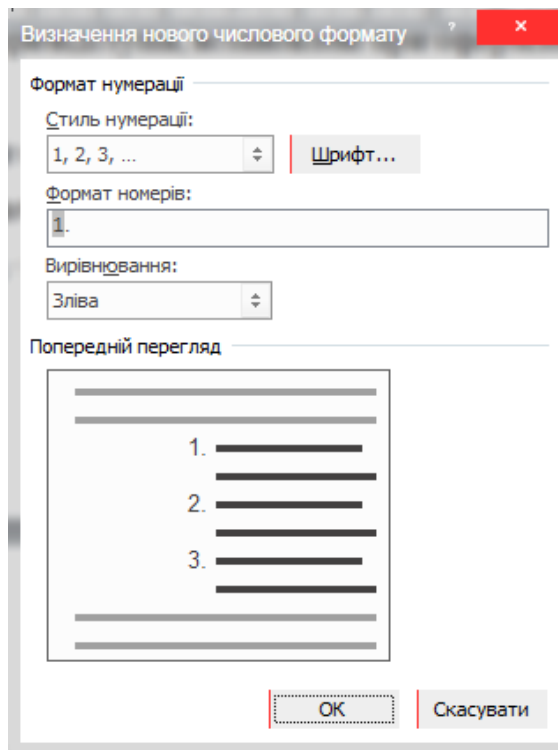 Визначення нового числового формату ? ×
Формат нумерації
Стиль нумерації:
1, 2, 3, ... Шрифт...
Формат номерів:
1.
Вирівнювання:
Зліва
Попередній перегляд
1.
2.
3.
ОК Скасувати